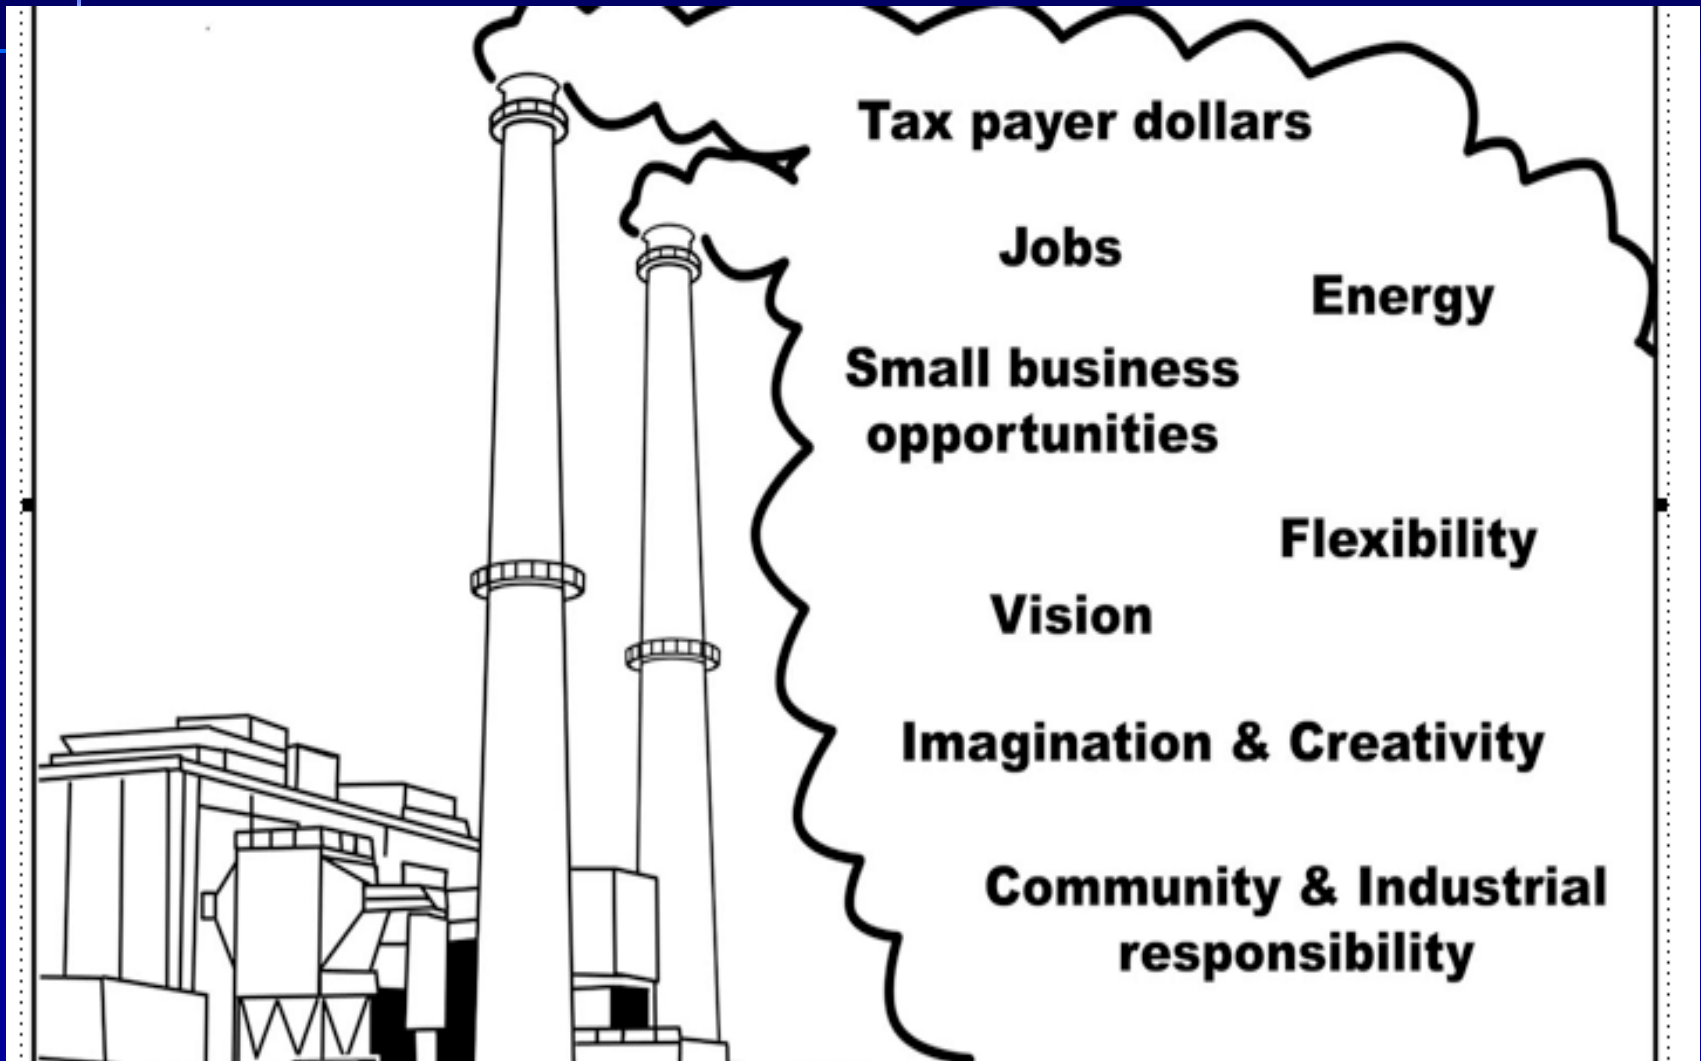 Tax payer dollars
Jobs
Energy
Small business
opportunities
Flexibility
Vision
Imagination & Creativity
Community & Industrial
responsibility